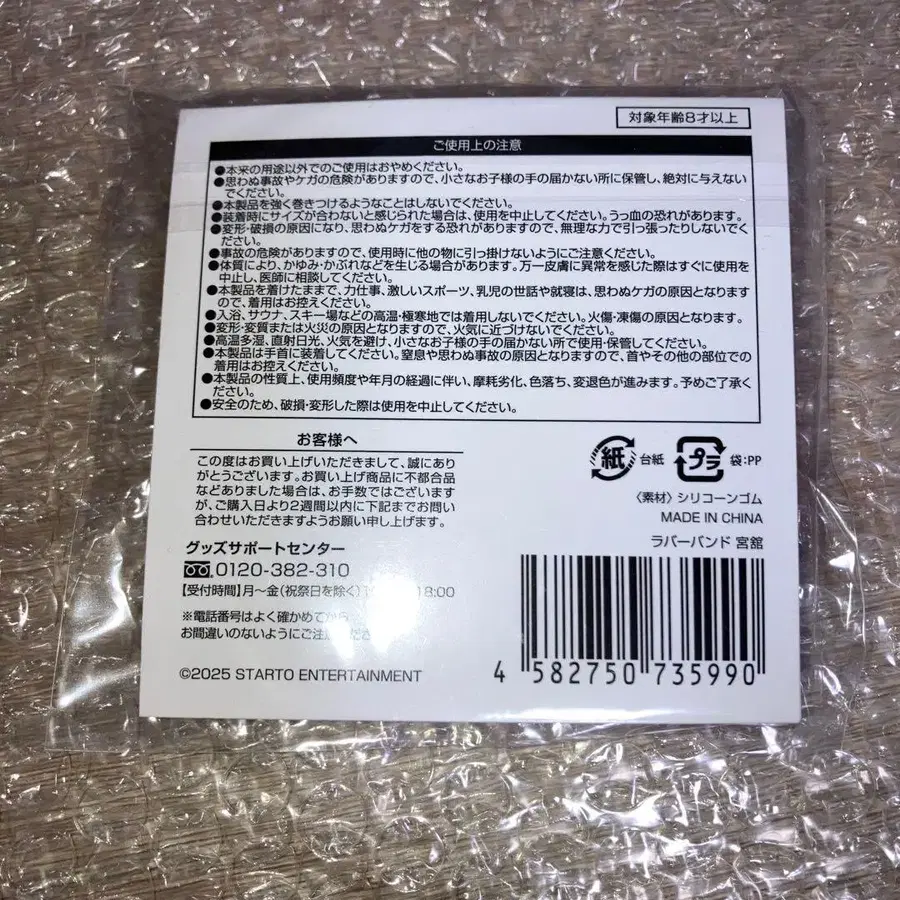 対象年齢8才以上
ご使用上の注意
●本来の用途以外でのご使用はおやめください。
●思わぬ事故やケガの危険がありますので、小さなお子様の手の届かない所に保管し、絶対に与えない
でください。
●本製品を強く巻きつけるようなことはしないでください。
●装着時にサイズが合わないと感じられた場合は、使用を中止してください。うっ血の恐れがあります。
●変形・破損の原因になり、思わぬケガをする恐れがありますので、無理な力で引っ張ったりしないでく
ださい。
●事故の危険がありますので、使用時に他の物に引っ掛けないようにご注意ください。
●体質により、かゆみ・かぶれなどを生じる場合があります。万一皮膚に異常を感じた際はすぐに使用を
中止し、医師に相談してください。
●本製品を着けたままで、力仕事、激しいスポーツ、乳児の世話や就寝は、思わぬケガの原因となります
ので、着用はお控えください。
●入浴、サウナ、スキー場などの高温・極寒地では着用しないでください。火傷・凍傷の原因となります。
●変形・変質または火災の原因となりますので、火気に近づけないでください。
●高温多湿、直射日光、火気を避け、小さなお子様の手の届かない所で使用・保管してください。
●本製品は手首に装着してください。窒息や思わぬ事故の原因となりますので、首やその他の部位での
着用はお控えください。
●本製品の性質上、使用頻度や年月の経過に伴い、摩耗劣化、色落ち、変退色が進みます。予めご了承く
ださい。
●安全のため、破損・変形した際は使用を中止してください。
お客様へ
この度はお買い上げいただきまして、誠にあり
がとうございます。お買い上げ商品に不都合品
などありました場合は、お手数ではございます
が、ご購入日より2週間以内に下記までお問い
合わせいただきますようお願い申し上げます。
グッズサポートセンター
0120-382-310
【受付時間】月〜金(祝祭日を除く) 18:00
※電話番号はよく確かめてから
お間違いのないようにご注意ください
©2025 STARTO ENTERTAINMENT
紙 台紙 プラ 袋:PP
〈素材〉シリコーンゴム
MADE IN CHINA
ラバーバンド 宮舘
4 582750 735990